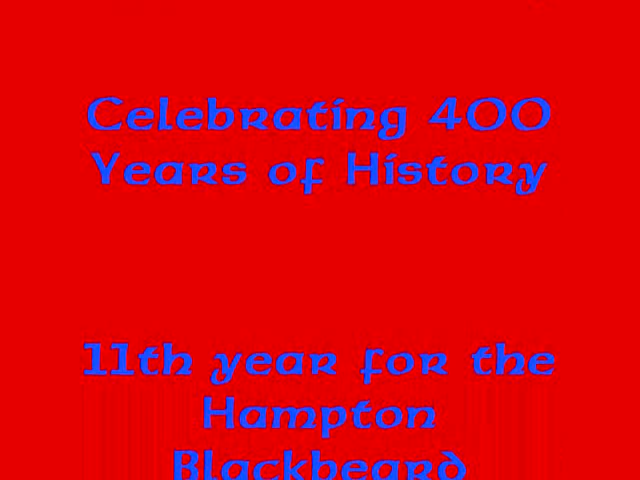 Celebrating 400
Years of History
11th year for the
Hampton
Blackbeard